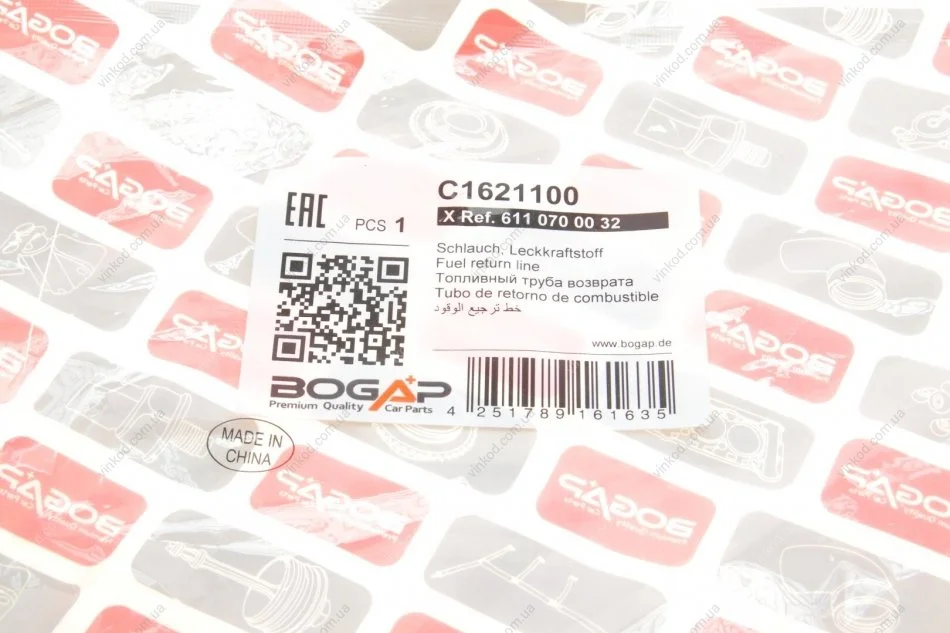 EAC
PCS 1
C1621100
X Ref. 611 070 00 32
Schlauch, Leckkraftstoff
Fuel return line
Топливный труба возврата
Tubo de retorno de combustible
خط ترجيع الوقود
www.bogap.de
BOGAP
Premium Quality Car Parts
4 251789 161635
MADE IN
CHINA